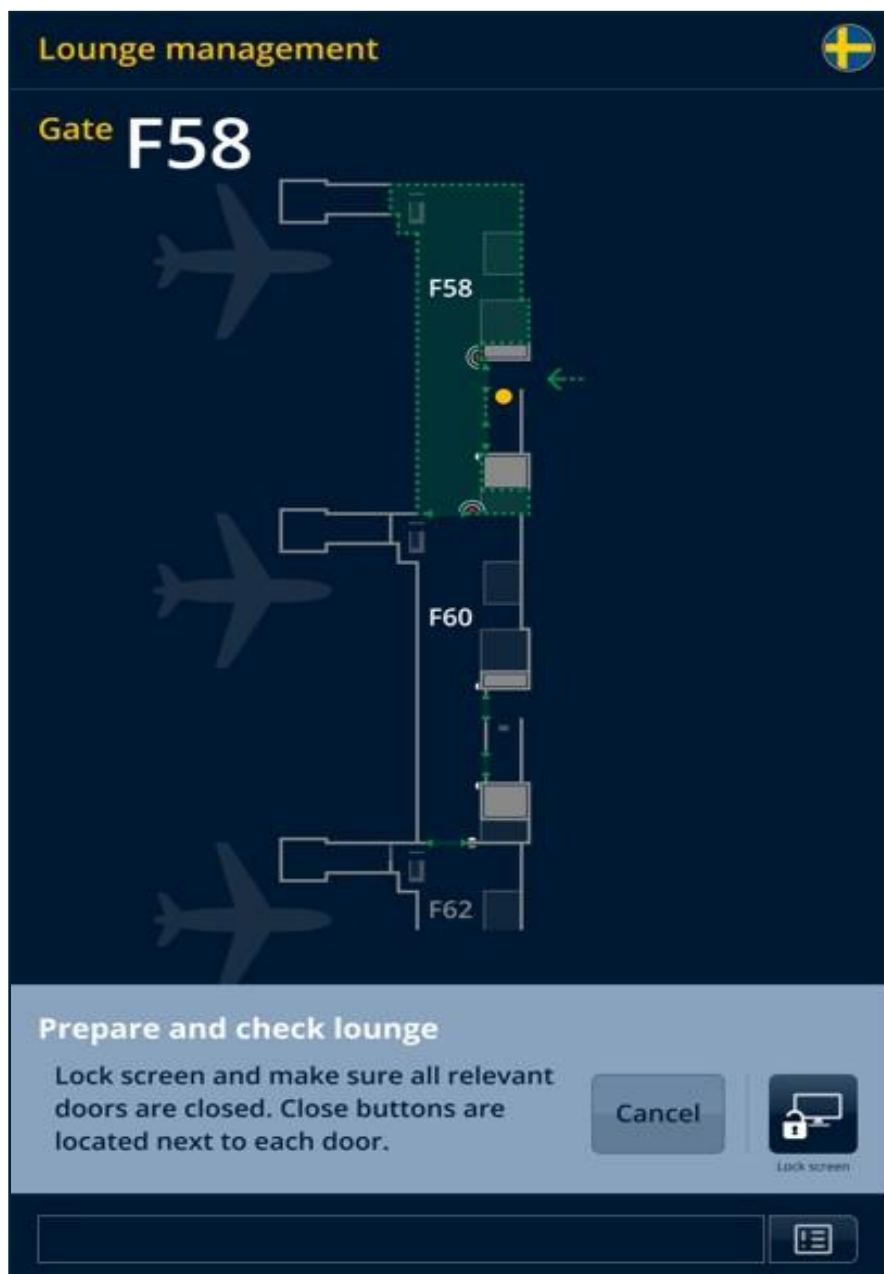 Lounge management
Gate F58
F58
F60
F62
Prepare and check lounge
Lock screen and make sure all relevant
doors are closed. Close buttons are
located next to each door.
Cancel
Lock screen